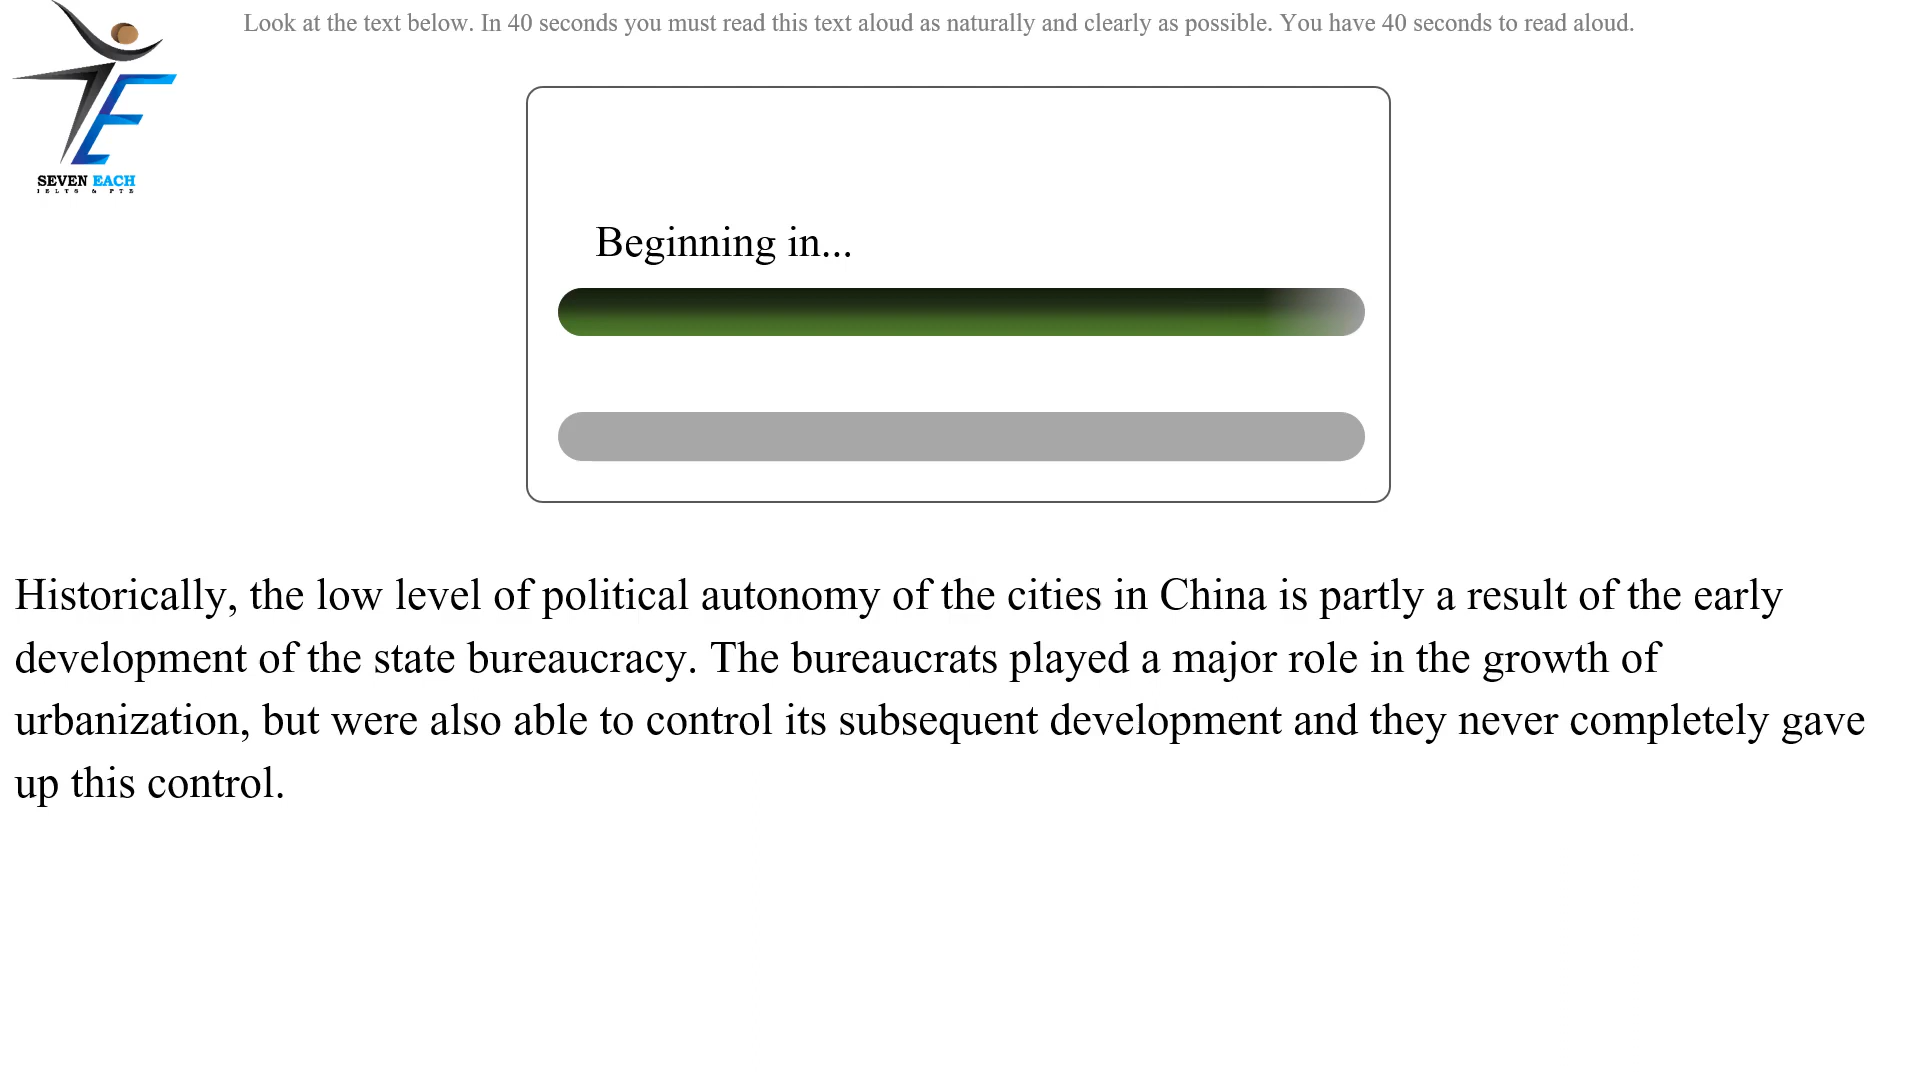 Look at the text below. In 40 seconds you must read this text aloud as naturally and clearly as possible. You have 40 seconds to read aloud.
SEVEN EACH
IELTS & PTE
Beginning in...
Historically, the low level of political autonomy of the cities in China is partly a result of the early
development of the state bureaucracy. The bureaucrats played a major role in the growth of
urbanization, but were also able to control its subsequent development and they never completely gave
up this control.